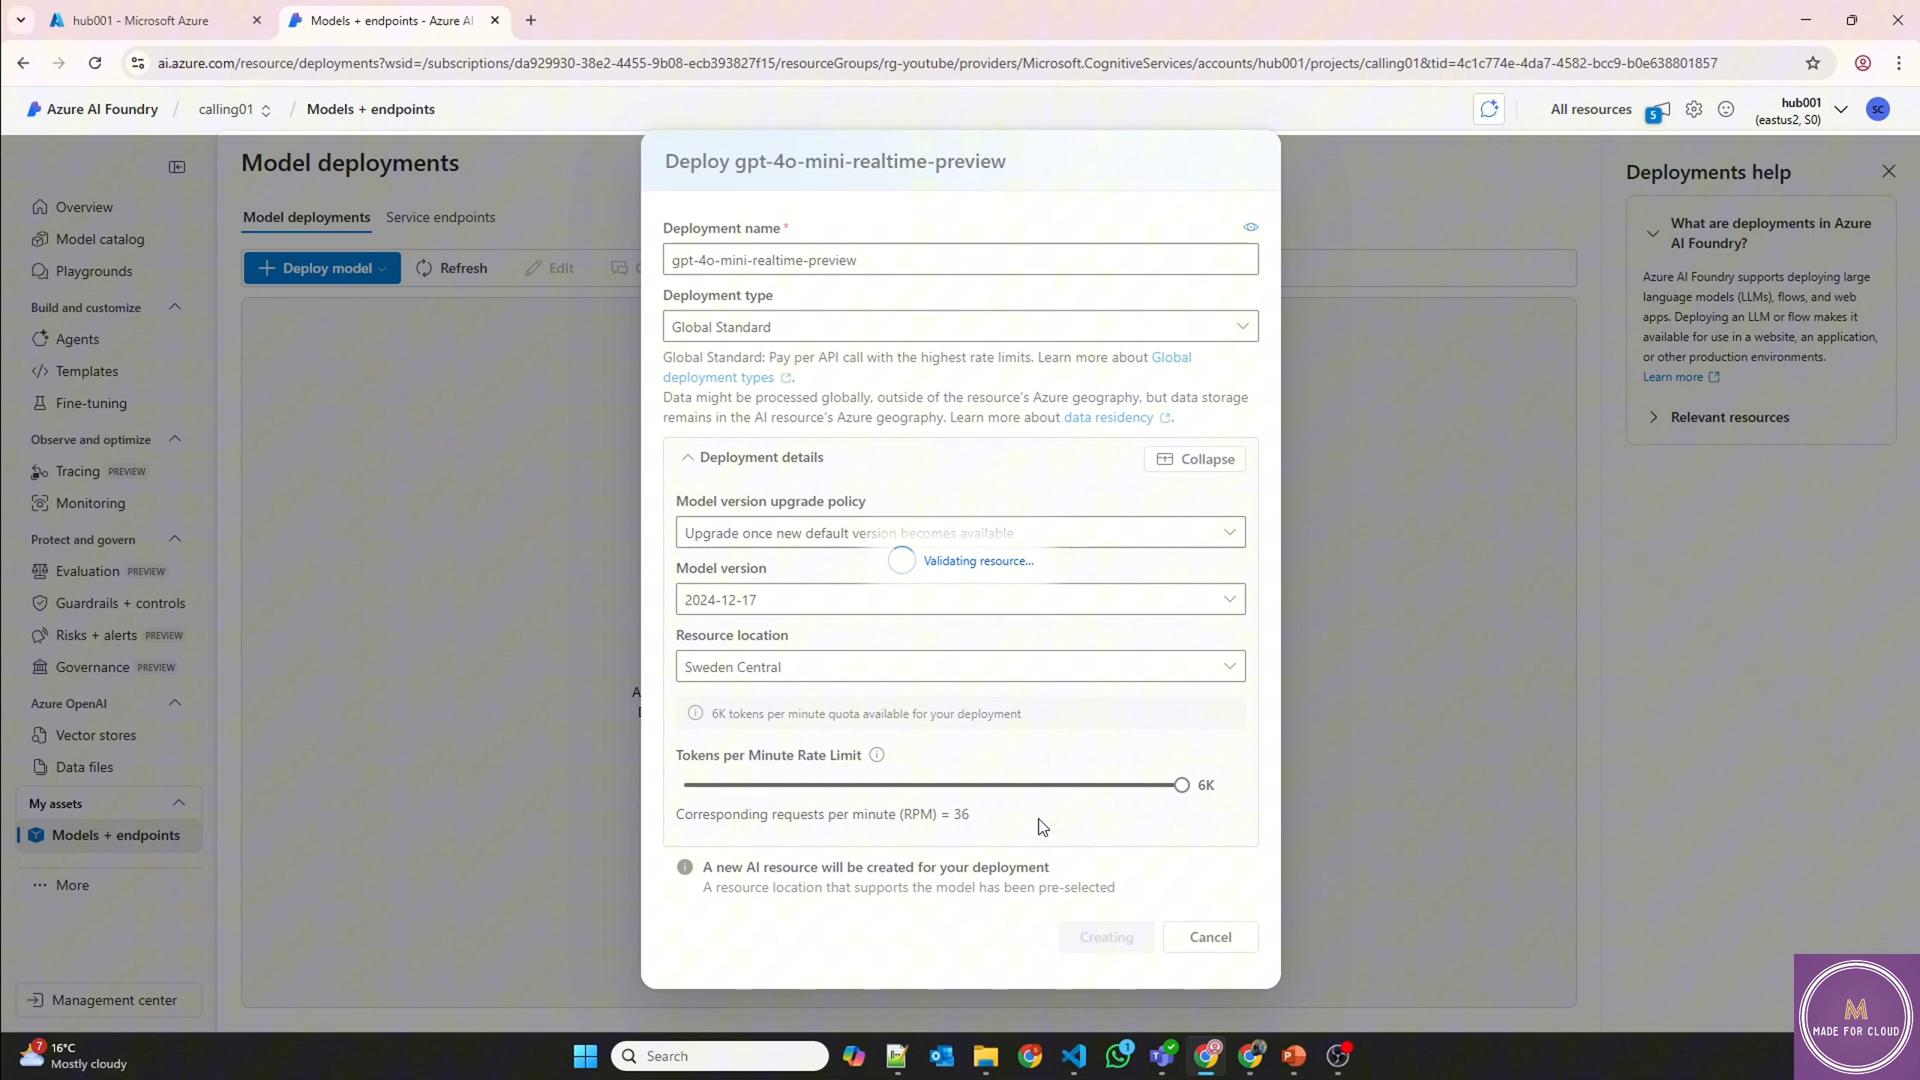 hub001 - Microsoft Azure
Models + endpoints - Azure AI
ai.azure.com/resource/deployments?wsid=/subscriptions/da929930-38e2-4455-9b08-ecb393827f15/resourceGroups/rg-youtube/providers/Microsoft.CognitiveServices/accounts/hub001/projects/calling01&tid=4c1c774e-4da7-4582-bcc9-b0e638801857
Azure AI Foundry / calling01 / Models + endpoints
All resources
5
hub001
(eastus2, S0)
SC
Overview
Model catalog
Playgrounds
Build and customize
Agents
Templates
Fine-tuning
Observe and optimize
Tracing PREVIEW
Monitoring
Protect and govern
Evaluation PREVIEW
Guardrails + controls
Risks + alerts PREVIEW
Governance PREVIEW
Azure OpenAI
Vector stores
Data files
My assets
Models + endpoints
More
Management center
Model deployments
Model deployments
Service endpoints
Deploy model
Refresh
Edit
Deploy gpt-4o-mini-realtime-preview
Deployment name *
gpt-4o-mini-realtime-preview
Deployment type
Global Standard
Global Standard: Pay per API call with the highest rate limits. Learn more about Global
deployment types .
Data might be processed globally, outside of the resource's Azure geography, but data storage
remains in the AI resource's Azure geography. Learn more about data residency .
Deployment details
Collapse
Model version upgrade policy
Upgrade once new default version becomes available
Validating resource...
Model version
2024-12-17
Resource location
Sweden Central
6K tokens per minute quota available for your deployment
Tokens per Minute Rate Limit
6K
Corresponding requests per minute (RPM) = 36
A new AI resource will be created for your deployment
A resource location that supports the model has been pre-selected
Creating
Cancel
Deployments help
What are deployments in Azure
AI Foundry?
Azure AI Foundry supports deploying large
language models (LLMs), flows, and web
apps. Deploying an LLM or flow makes it
available for use in a website, an application,
or other production environments.
Learn more
Relevant resources
M
MADE FOR CLOUD
7
16°C
Mostly cloudy
Search
1